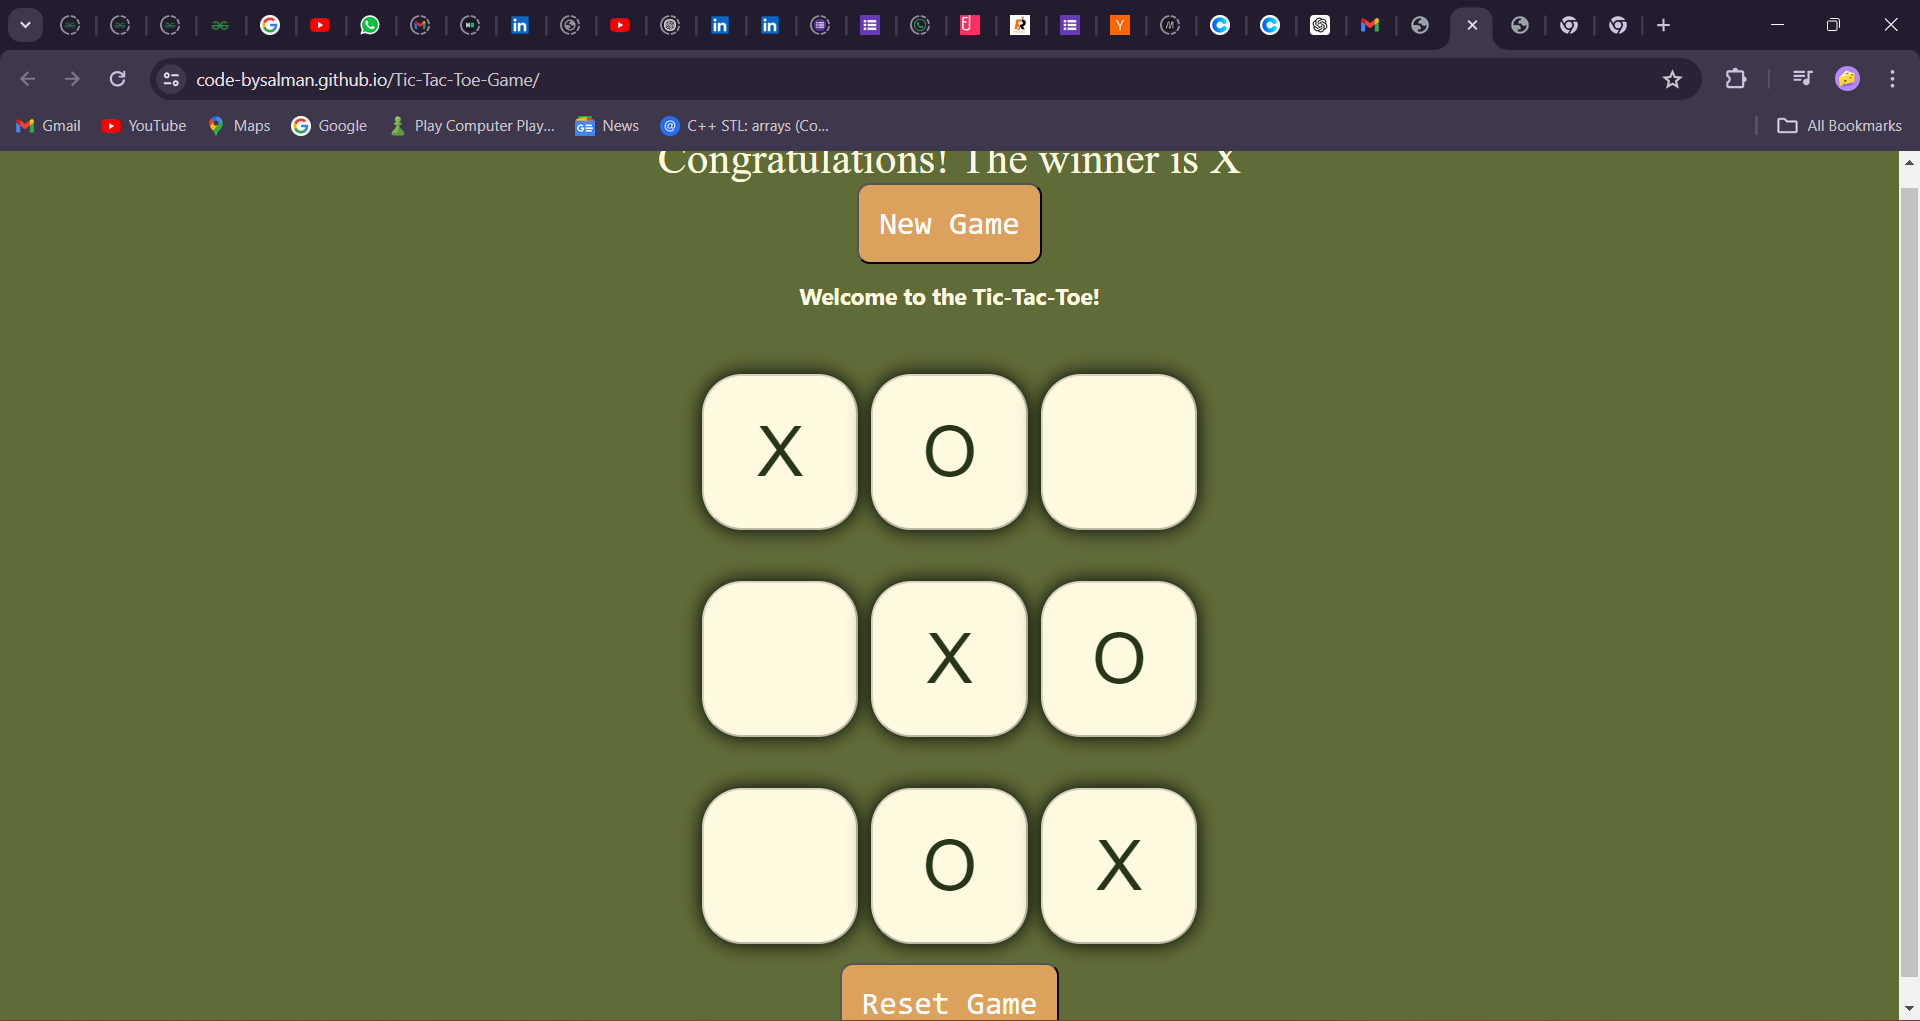 code-bysalman.github.io/Tic-Tac-Toe-Game/
Gmail YouTube Maps Google Play Computer Play... News C++ STL: arrays (Co... All Bookmarks
Congratulations! The winner is X
New Game
Welcome to the Tic-Tac-Toe!
X O
X O
O X
Reset Game